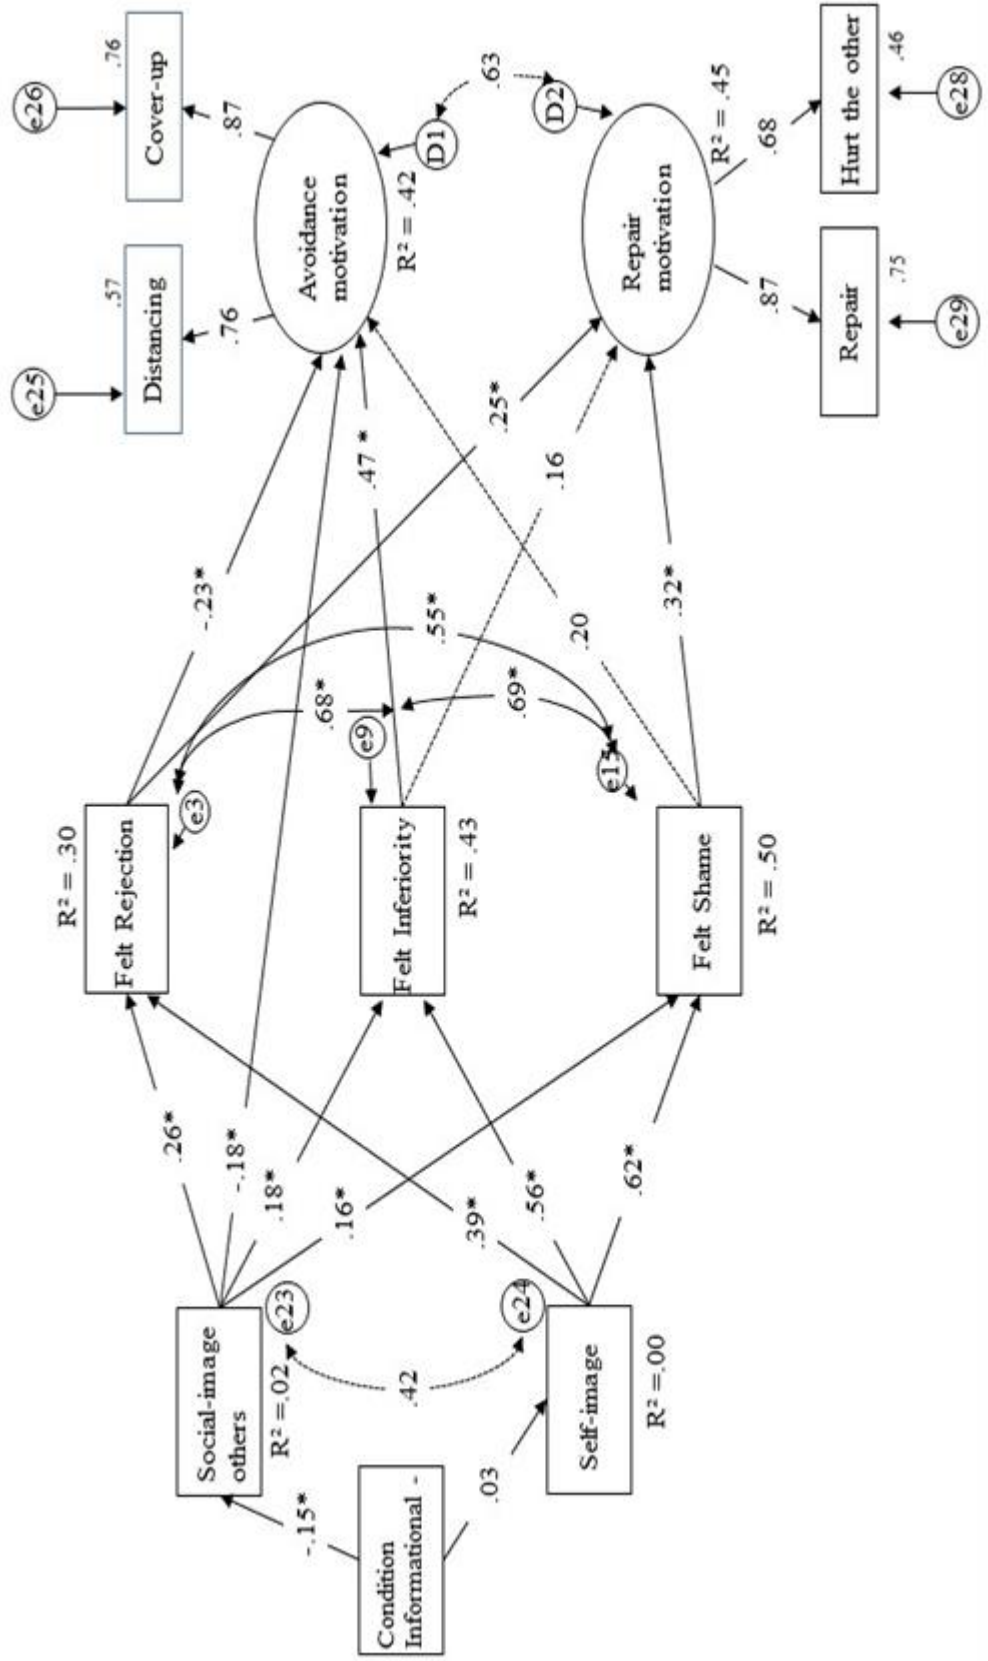 Condition
Informational -
-.15*
.03
Social-image
others
R² =.02
e23
.42
e24
Self-image
R² =.00
.26*
-.18*
.18*
.16*
.39*
.56*
.62*
R² = .30
Felt Rejection
e3
Felt Inferiority
R² = .43
e9
Felt Shame
R² = .50
e15
.68*
.69*
.55*
-.23*
.47 *
.25*
.16
.20
.32*
e25
Distancing
.57
.76
e26
Cover-up
.76
.87
Avoidance
motivation
R² = .42
D1
.63
D2
Repair
motivation
R² = .45
.87
.68
Repair
.75
e29
Hurt the other
.46
e28